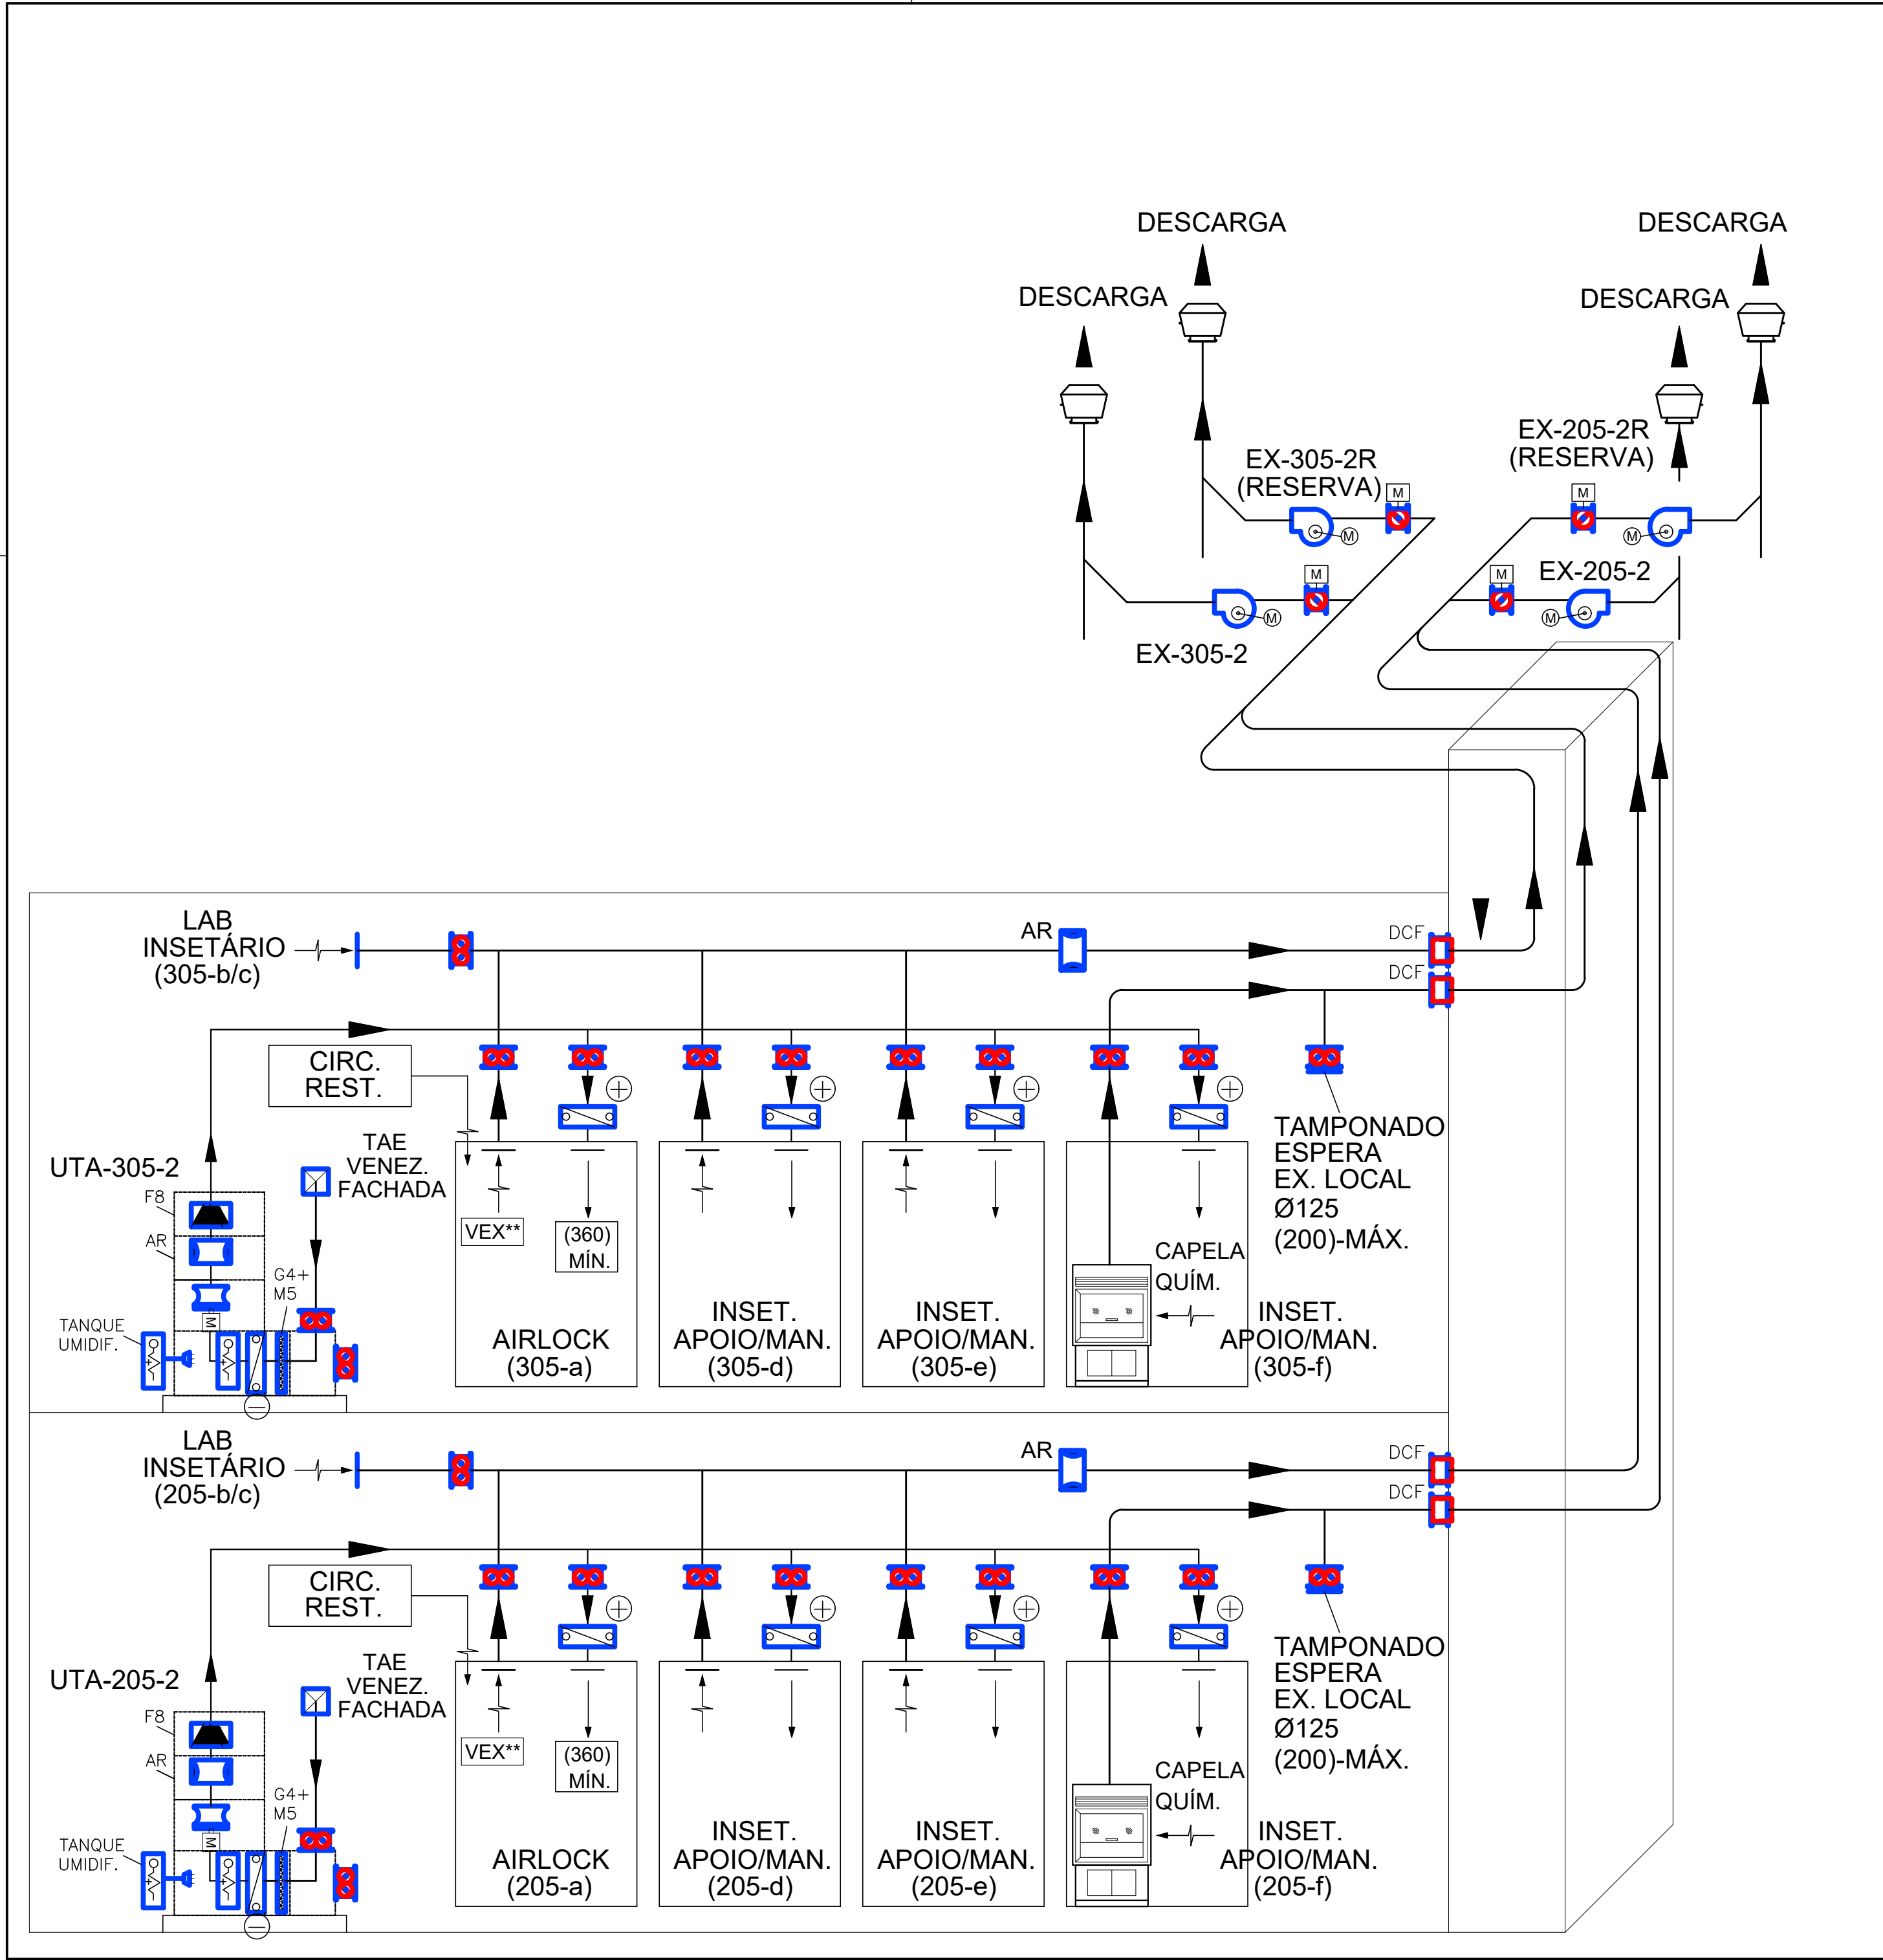 DESCARGA
DESCARGA
DESCARGA
DESCARGA
EX-305-2R
(RESERVA)
M
M
EX-205-2R
(RESERVA)
M
M
M
M
EX-305-2
EX-205-2
M
M
LAB
INSETÁRIO
(305-b/c)
AR
DCF
DCF
CIRC.
REST.
UTA-305-2
TAE
VENEZ.
FACHADA
F8
AR
G4+
M5
M
TANQUE
UMIDIF.
VEX**
(360)
MÍN.
AIRLOCK
(305-a)
INSET.
APOIO/MAN.
(305-d)
INSET.
APOIO/MAN.
(305-e)
CAPELA
QUÍM.
INSET.
APOIO/MAN.
(305-f)
TAMPONADO
ESPERA
EX. LOCAL
Ø125
(200)-MÁX.
LAB
INSETÁRIO
(205-b/c)
AR
DCF
DCF
CIRC.
REST.
UTA-205-2
TAE
VENEZ.
FACHADA
F8
AR
G4+
M5
M
TANQUE
UMIDIF.
VEX**
(360)
MÍN.
AIRLOCK
(205-a)
INSET.
APOIO/MAN.
(205-d)
INSET.
APOIO/MAN.
(205-e)
CAPELA
QUÍM.
INSET.
APOIO/MAN.
(205-f)
TAMPONADO
ESPERA
EX. LOCAL
Ø125
(200)-MÁX.